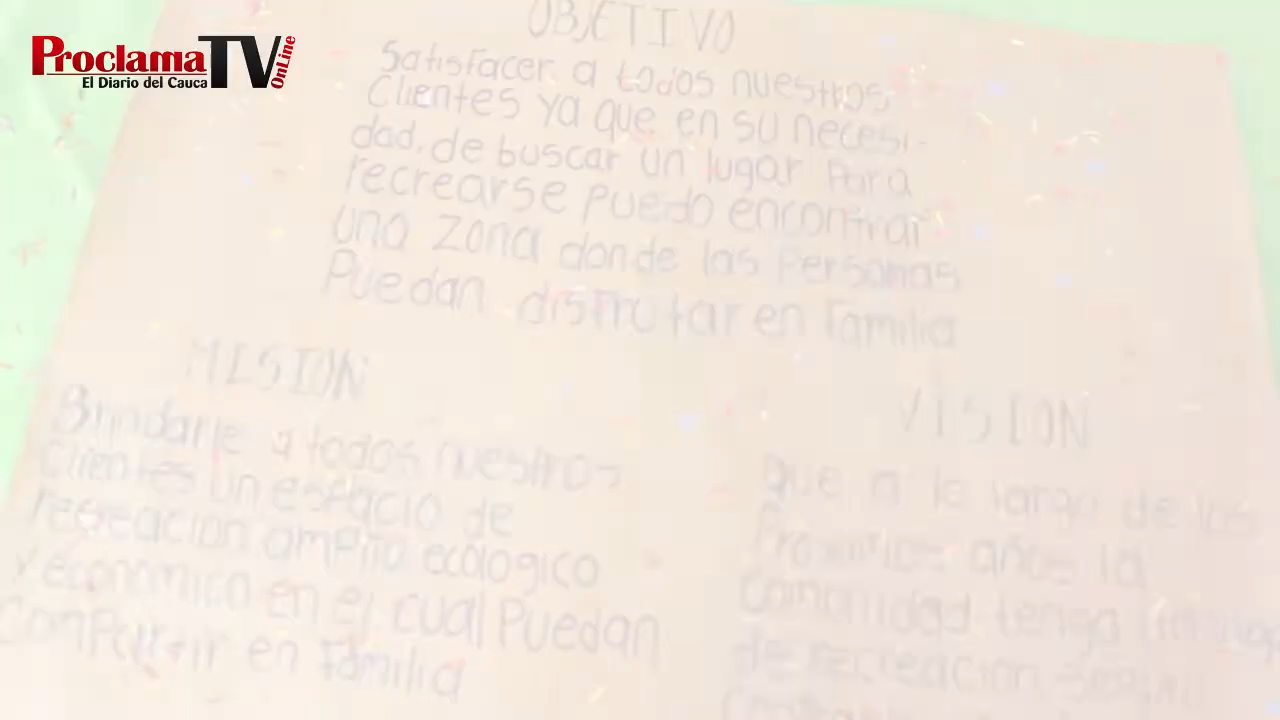 Proclama TV OnLine
El Diario del Cauca
OBJETIVO
Satisfacer a todos nuestros
Clientes ya que en su necesi-
dad, de buscar un lugar para
recrearse puedo encontrar
una zona donde las personas
Puedan disfrutar en familia
MISION
Brindarle a todos nuestros
Clientes un espacio de
recreacion amplio ecologico
y economico en el cual Puedan
Compartir en familia
VISION
Que a lo largo de los
Proximos años la
Comonidad tenga
de recreacion